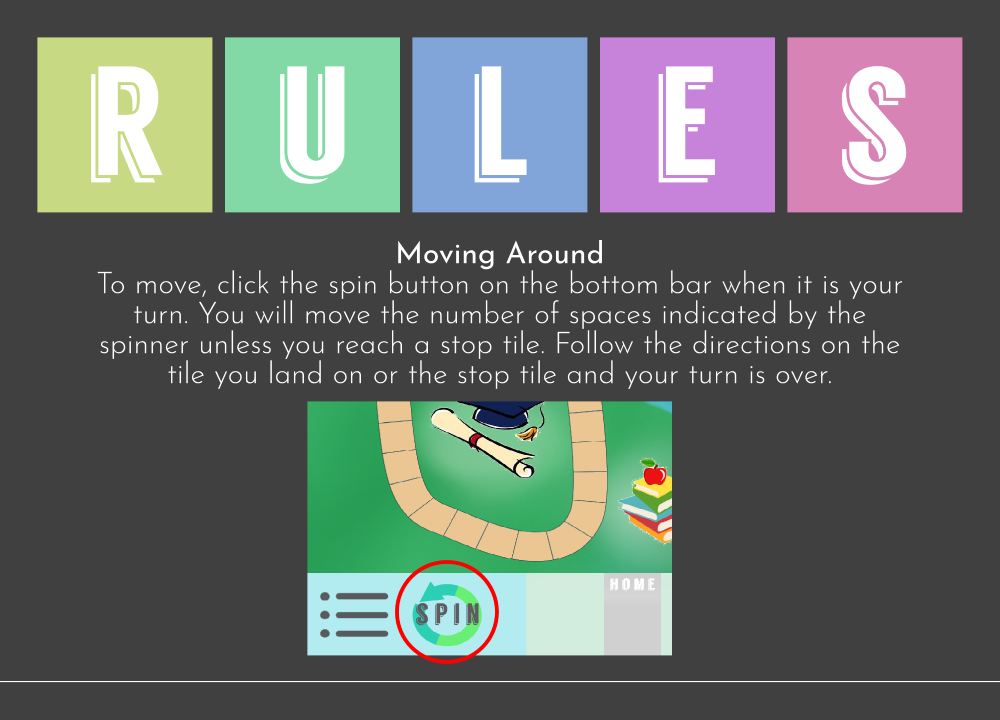 RULES
Moving Around
To move, click the spin button on the bottom bar when it is your
turn. You will move the number of spaces indicated by the
spinner unless you reach a stop tile. Follow the directions on the
tile you land on or the stop tile and your turn is over.
HOME
SPIN